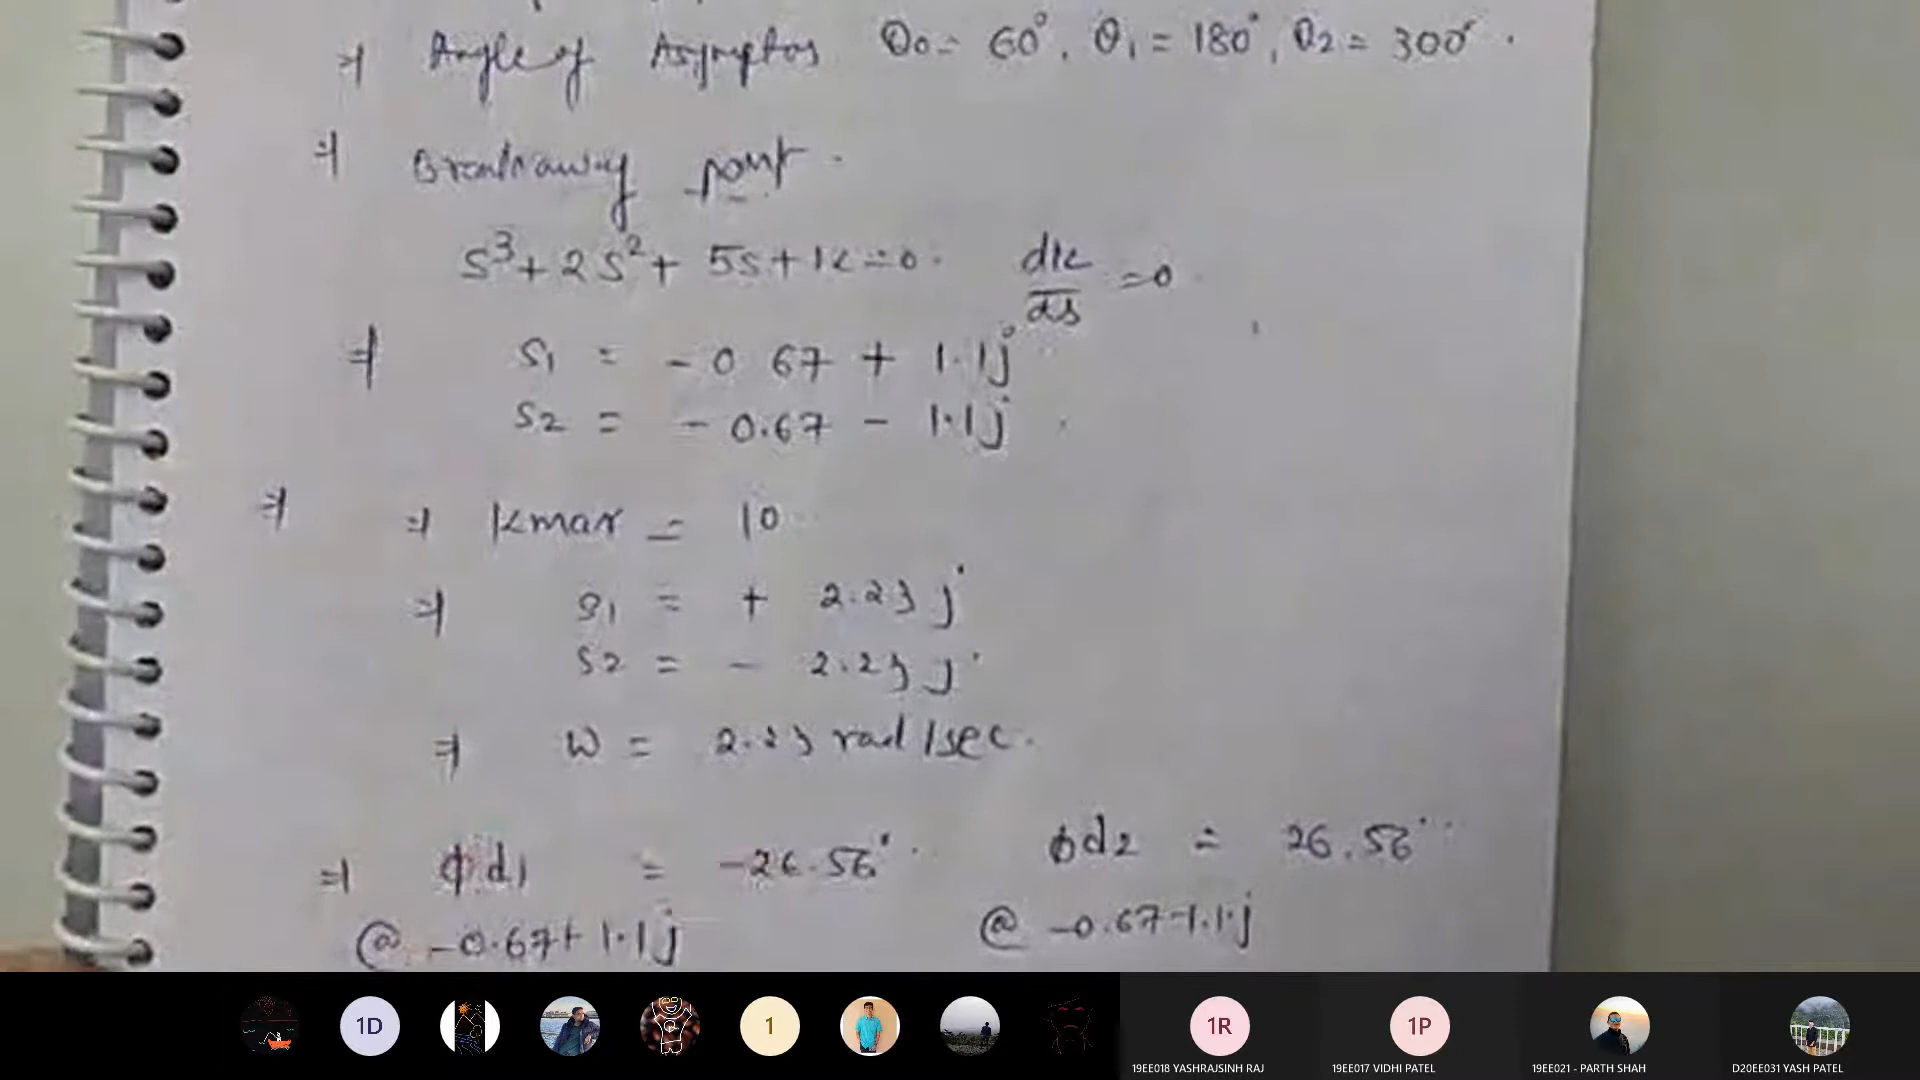 ⇒ Angle of Asymptos θ0 = 60°, θ1 = 180°, θ2 = 300°.
⇒ Breakaway point.
s³ + 2s² + 5s + k = 0. dk/ds = 0
⇒ s1 = - 0 67 + 1.1j
s2 = - 0.67 - 1.1j
⇒ ⇒ kmax = 10
⇒ s1 = + 2.23 j
s2 = - 2.23 j
⇒ W = 2.23 rad/sec.
⇒ ϕd1 = -26.56° ϕd2 = 26.56°
@ -0.67+1.1j @ -0.67-1.1j
1D 1 1R 1P
19EE018 YASHRAJSINH RAJ 19EE017 VIDHI PATEL 19EE021 - PARTH SHAH D20EE031 YASH PATEL